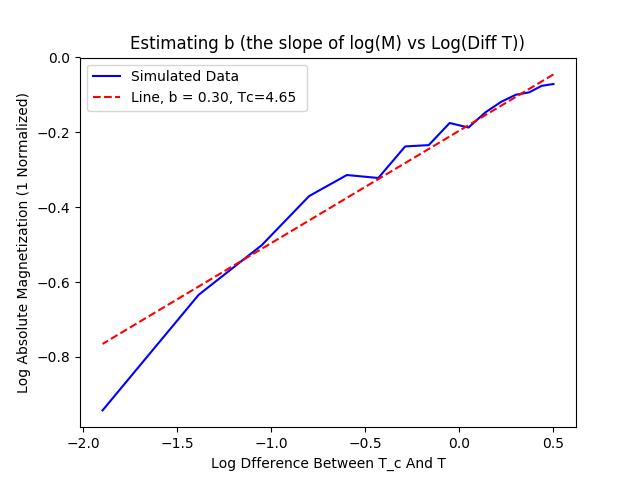 Estimating b (the slope of log(M) vs Log(Diff T))
Simulated Data
Line, b = 0.30, Tc=4.65
Log Absolute Magnetization (1 Normalized)
0.0
−0.2
−0.4
−0.6
−0.8
−2.0 −1.5 −1.0 −0.5 0.0 0.5
Log Dfference Between T_c And T